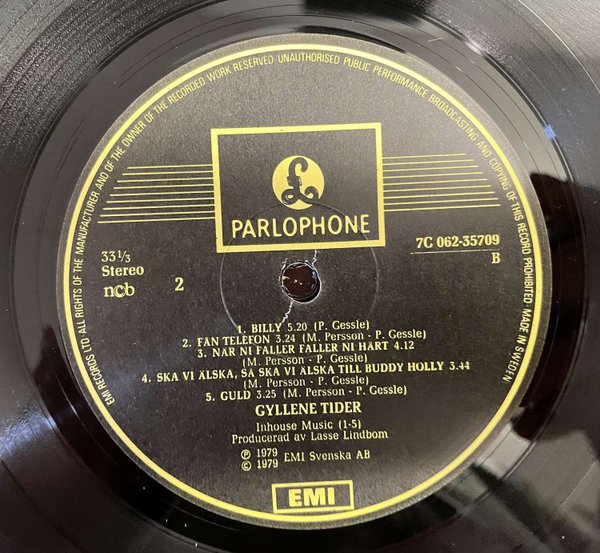 EMI RECORDS LTD ALL RIGHTS OF THE MANUFACTURER AND OF THE OWNER OF THE RECORDED WORK RESERVED UNAUTHORISED PUBLIC PERFORMANCE BROADCASTING AND COPYING OF THIS RECORD PROHIBITED · MADE IN SWEDEN
£
PARLOPHONE
33 1/3
Stereo
ncb
2
7C 062-35709
B
1. BILLY 5.20 (P. Gessle)
2. FAN TELEFON 3.24 (M. Persson - P. Gessle)
3. NÄR NI FALLER FALLER NI HÅRT 4.12
(M. Persson - P. Gessle)
4. SKA VI ÄLSKA, SÅ SKA VI ÄLSKA TILL BUDDY HOLLY 3.44
(M. Persson - P. Gessle)
5. GULD 3.25 (M. Persson - P. Gessle)
GYLLENE TIDER
Inhouse Music (1-5)
Producerad av Lasse Lindbom
℗ 1979
© 1979 EMI Svenska AB
EMI